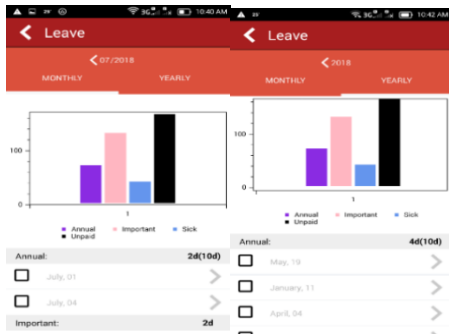 10:40 AM
Leave
07/2018
MONTHLY YEARLY
100
0
1
Annual Important Sick
Unpaid
Annual: 2d(10d)
July, 01
July, 04
Important: 2d
10:42 AM
Leave
2018
MONTHLY YEARLY
100
0
1
Annual Important Sick
Unpaid
Annual: 4d(10d)
May, 19
January, 11
April, 04